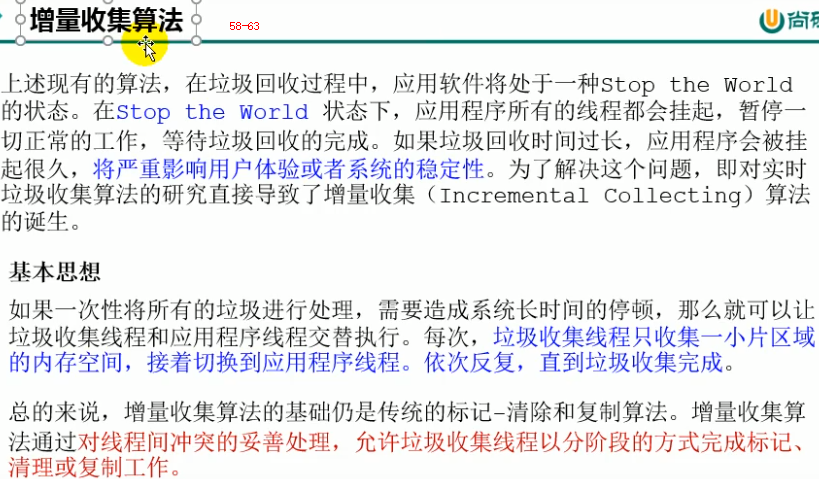 增量收集算法
58-63
尚硅
上述现有的算法，在垃圾回收过程中，应用软件将处于一种Stop the World
的状态。在Stop the World 状态下，应用程序所有的线程都会挂起，暂停一
切正常的工作，等待垃圾回收的完成。如果垃圾回收时间过长，应用程序会被挂
起很久，将严重影响用户体验或者系统的稳定性。为了解决这个问题，即对实时
垃圾收集算法的研究直接导致了增量收集（Incremental Collecting）算法
的诞生。
基本思想
如果一次性将所有的垃圾进行处理，需要造成系统长时间的停顿，那么就可以让
垃圾收集线程和应用程序线程交替执行。每次，垃圾收集线程只收集一小片区域
的内存空间，接着切换到应用程序线程。依次反复，直到垃圾收集完成。
总的来说，增量收集算法的基础仍是传统的标记-清除和复制算法。增量收集算
法通过对线程间冲突的妥善处理，允许垃圾收集线程以分阶段的方式完成标记、
清理或复制工作。